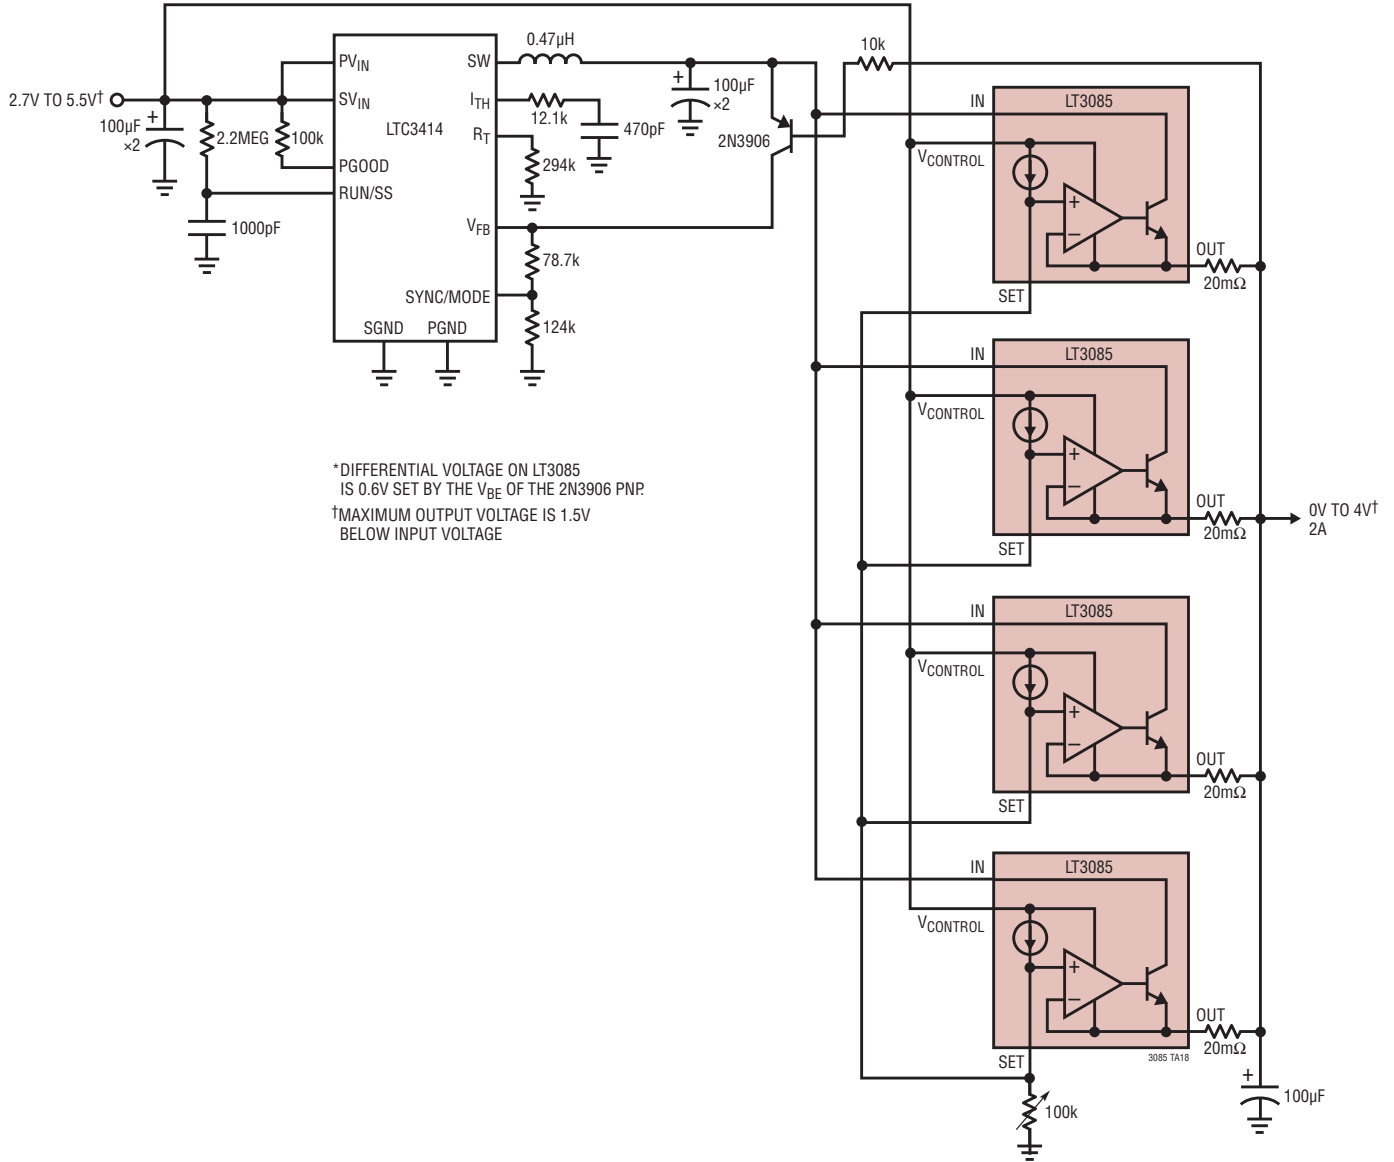 2.7V TO 5.5V†
100µF
×2
+
2.2MEG
100k
1000pF
PVIN
SVIN
PGOOD
RUN/SS
LTC3414
SW
ITH
RT
VFB
SYNC/MODE
SGND
PGND
0.47µH
12.1k
470pF
294k
78.7k
124k
+
100µF
×2
2N3906
10k
*DIFFERENTIAL VOLTAGE ON LT3085
IS 0.6V SET BY THE VBE OF THE 2N3906 PNP.
†MAXIMUM OUTPUT VOLTAGE IS 1.5V
BELOW INPUT VOLTAGE
IN
LT3085
VCONTROL
+
–
OUT
20mΩ
SET
IN
LT3085
VCONTROL
+
–
OUT
20mΩ
SET
0V TO 4V†
2A
IN
LT3085
VCONTROL
+
–
OUT
20mΩ
SET
IN
LT3085
VCONTROL
+
–
OUT
20mΩ
3085 TA18
SET
100k
+
100µF